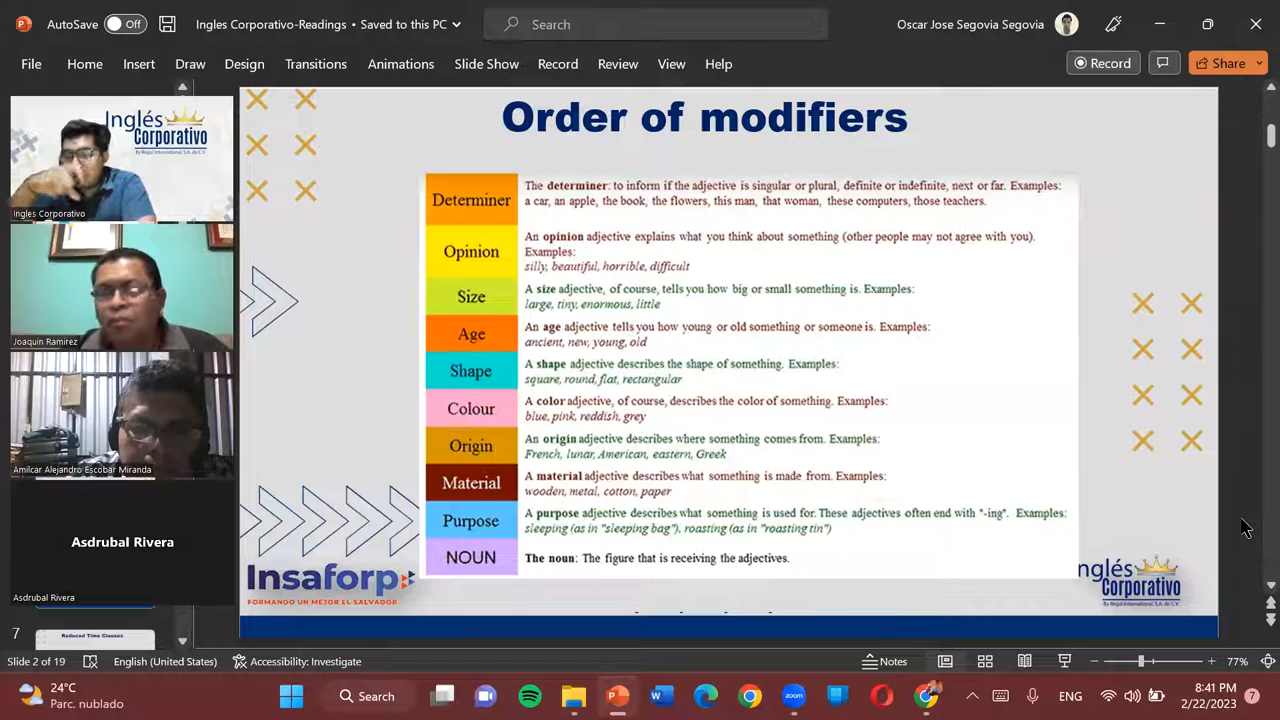 AutoSave Off Ingles Corporativo-Readings • Saved to this PC Search Oscar Jose Segovia Segovia
File Home Insert Draw Design Transitions Animations Slide Show Record Review View Help Record Share
Inglés
Corporativo
By Regal International, S.A. de C.V.
Ingles Corporativo
Joaquin Ramirez
Amilcar Alejandro Escobar Miranda
Asdrubal Rivera
Asdrubal Rivera
7
Reduced Time Clauses
Order of modifiers
Determiner
The determiner: to inform if the adjective is singular or plural, definite or indefinite, next or far. Examples:
a car, an apple, the book, the flowers, this man, that woman, these computers, those teachers.
Opinion
An opinion adjective explains what you think about something (other people may not agree with you).
Examples:
silly, beautiful, horrible, difficult
Size
A size adjective, of course, tells you how big or small something is. Examples:
large, tiny, enormous, little
Age
An age adjective tells you how young or old something or someone is. Examples:
ancient, new, young, old
Shape
A shape adjective describes the shape of something. Examples:
square, round, flat, rectangular
Colour
A color adjective, of course, describes the color of something. Examples:
blue, pink, reddish, grey
Origin
An origin adjective describes where something comes from. Examples:
French, lunar, American, eastern, Greek
Material
A material adjective describes what something is made from. Examples:
wooden, metal, cotton, paper
Purpose
A purpose adjective describes what something is used for. These adjectives often end with "-ing". Examples:
sleeping (as in "sleeping bag"), roasting (as in "roasting tin")
NOUN
The noun: The figure that is receiving the adjectives.
Insaforp
FORMANDO UN MEJOR EL SALVADOR
Inglés
Corporativo
By Regal International, S.A. de C.V.
Slide 2 of 19 English (United States) Accessibility: Investigate Notes 77%
24°C
Parc. nublado
Search
zoom
ENG
8:41 PM
2/22/2023
7